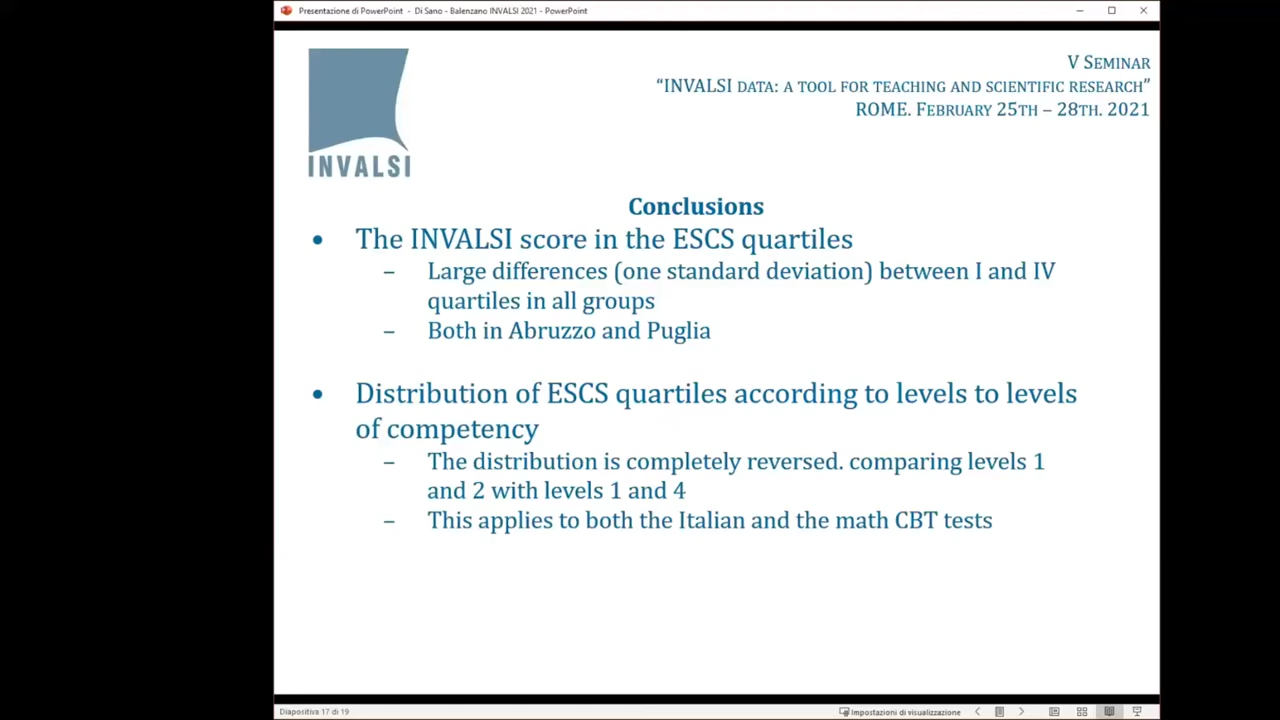 Presentazione di PowerPoint - Di Sano - Balenzano INVALSI 2021 - PowerPoint
INVALSI
V SEMINAR
“INVALSI DATA: A TOOL FOR TEACHING AND SCIENTIFIC RESEARCH”
ROME. FEBRUARY 25TH – 28TH. 2021
Conclusions
• The INVALSI score in the ESCS quartiles
– Large differences (one standard deviation) between I and IV
quartiles in all groups
– Both in Abruzzo and Puglia
• Distribution of ESCS quartiles according to levels to levels
of competency
– The distribution is completely reversed. comparing levels 1
and 2 with levels 1 and 4
– This applies to both the Italian and the math CBT tests
Diapositiva 17 di 19
Impostazioni di visualizzazione